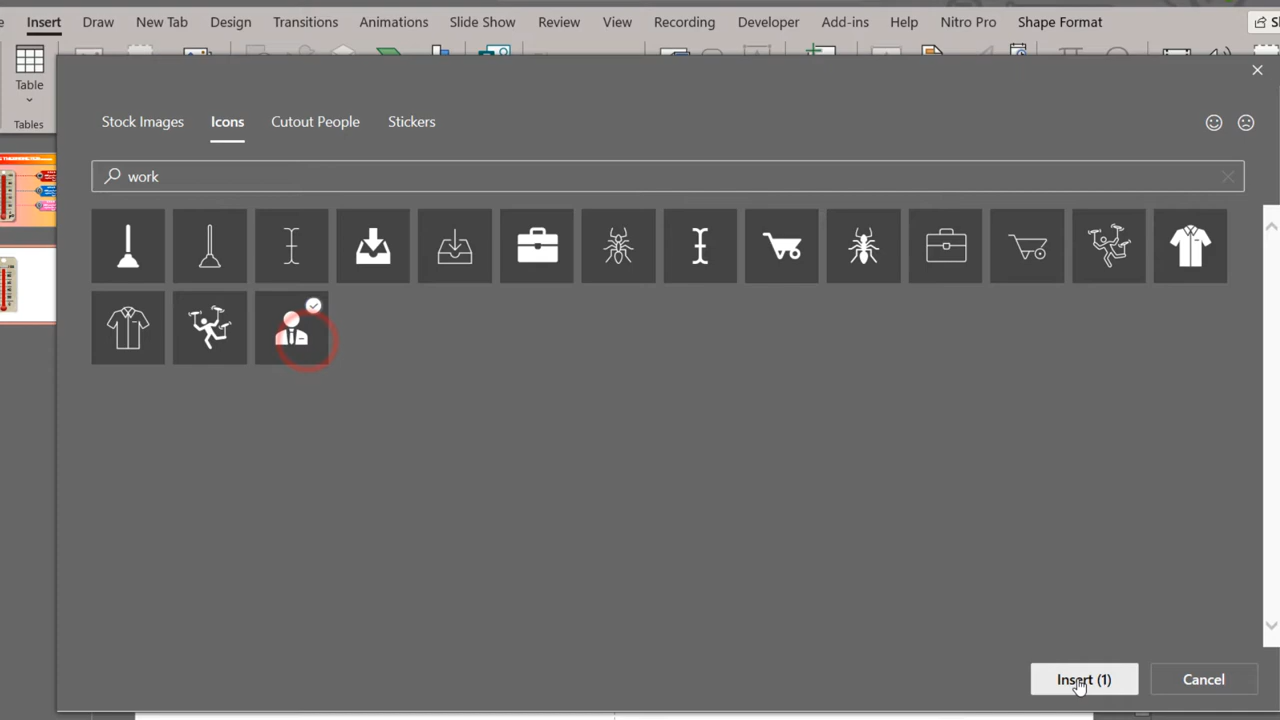 Insert Draw New Tab Design Transitions Animations Slide Show Review View Recording Developer Add-ins Help Nitro Pro Shape Format
Table
Tables
Stock Images Icons Cutout People Stickers
work
Insert (1) Cancel